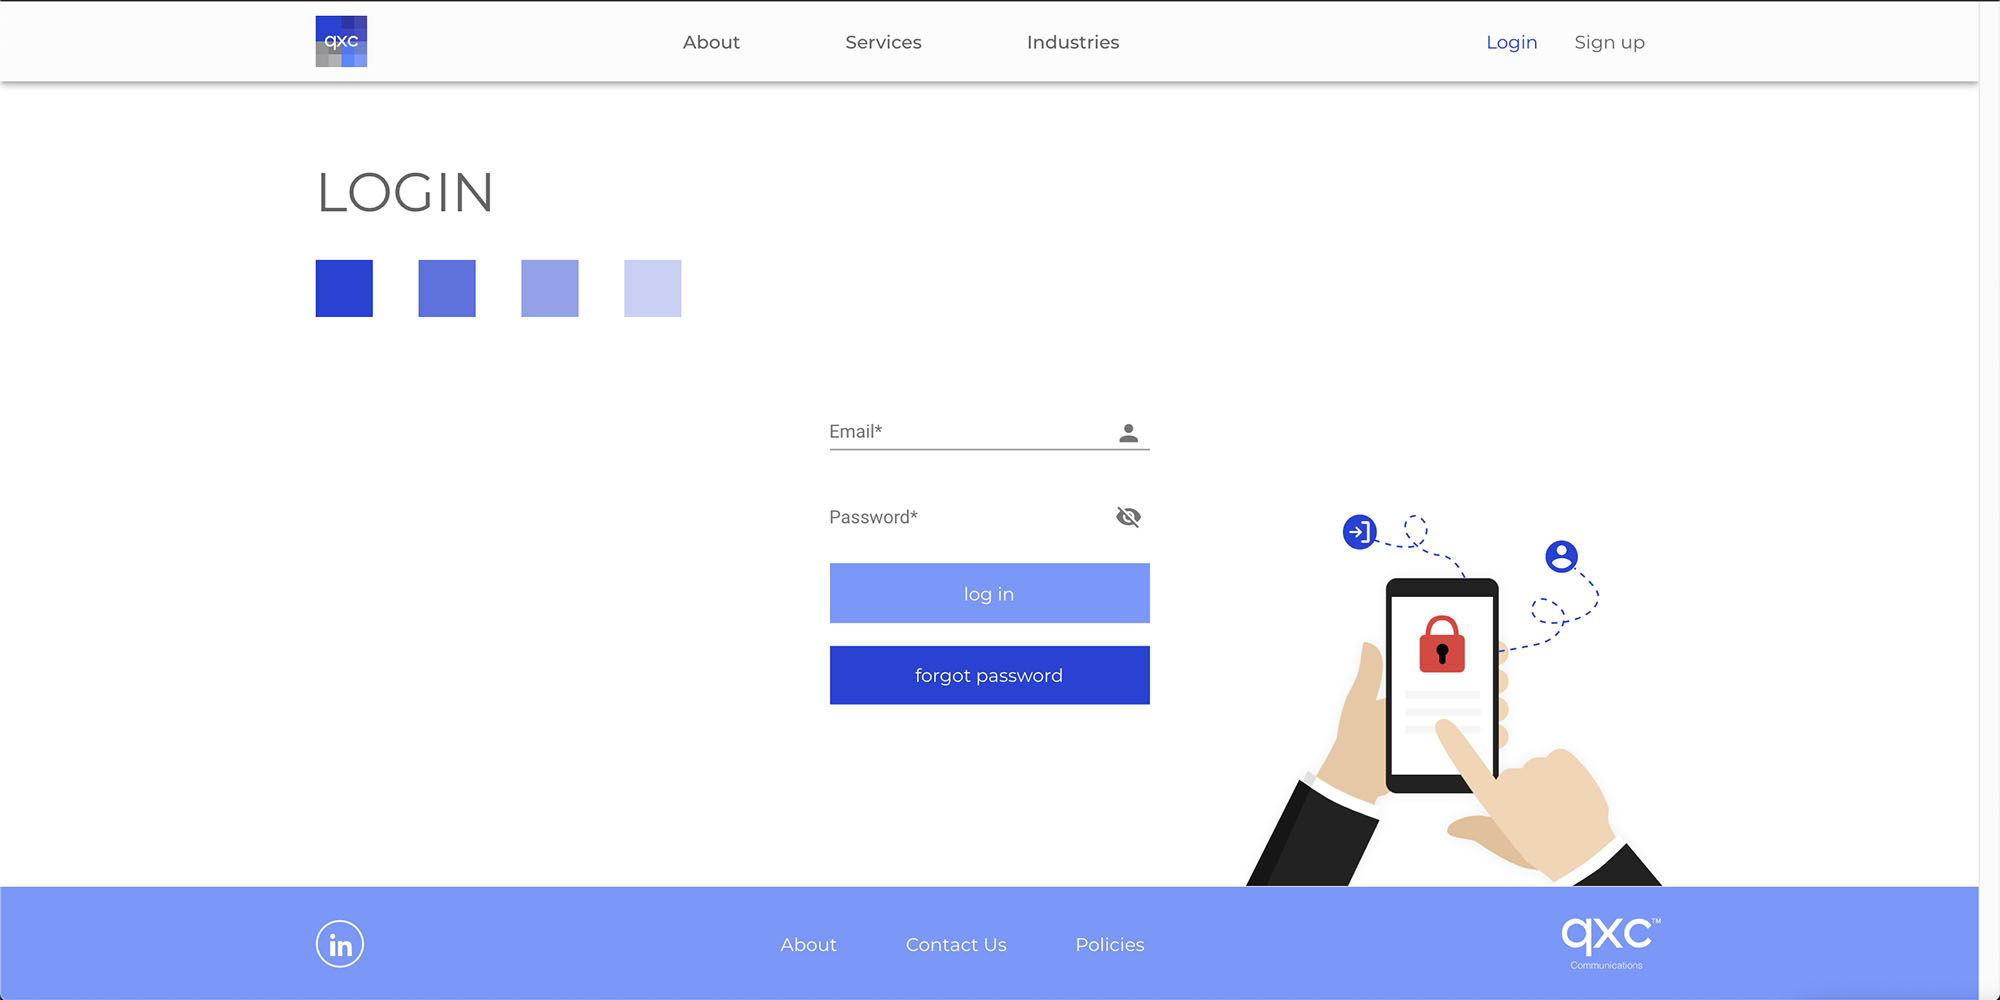 qxc
About
Services
Industries
Login
Sign up
LOGIN
Email*
Password*
log in
forgot password
in
About
Contact Us
Policies
qxc™
Communications